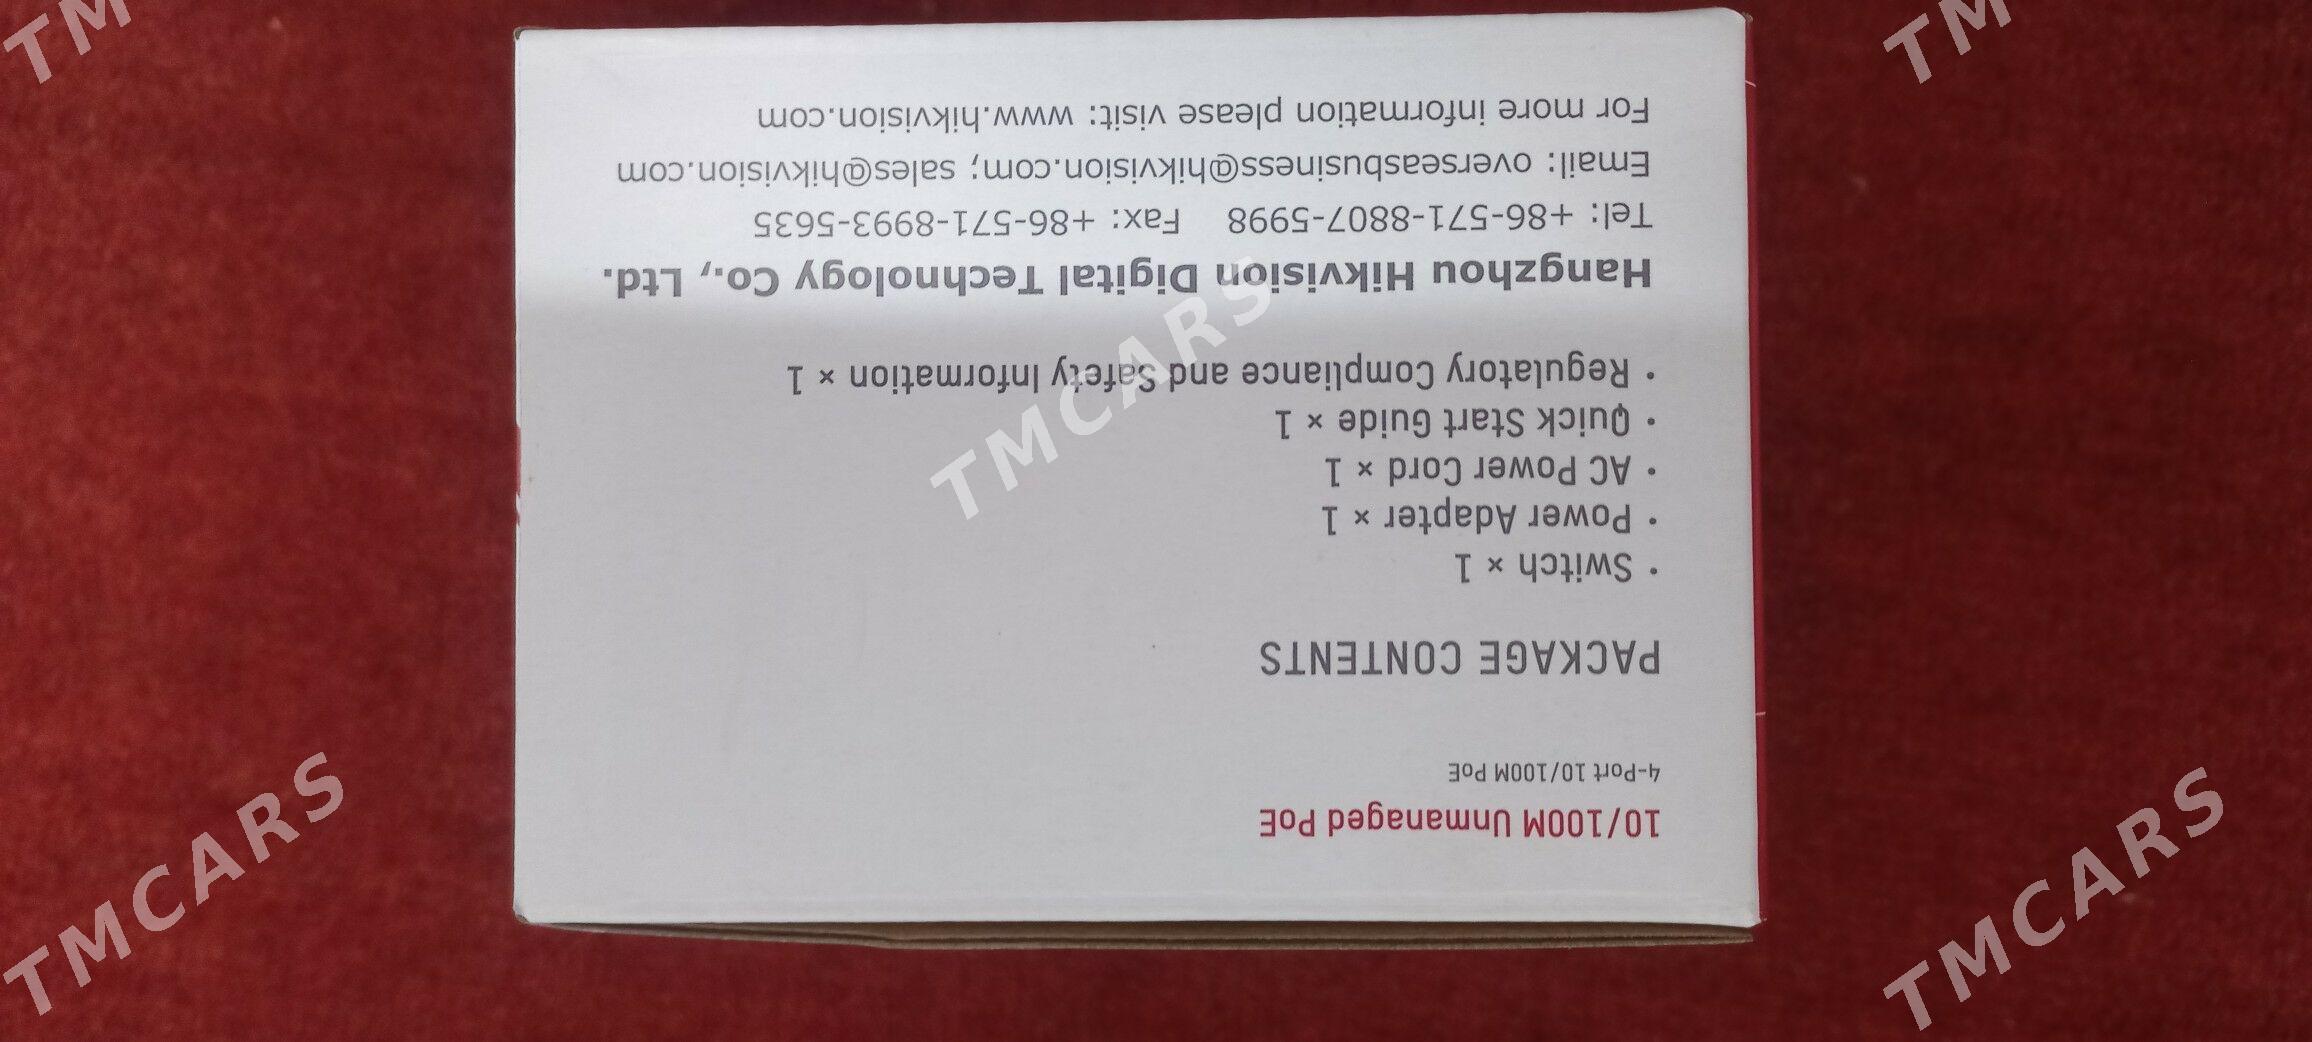 10/100M Unmanaged PoE
4-Port 10/100M PoE
PACKAGE CONTENTS
· Switch × 1
· Power Adapter × 1
· AC Power Cord × 1
· Quick Start Guide × 1
· Regulatory Compliance and Safety Information × 1
Hangzhou Hikvision Digital Technology Co., Ltd.
Tel: +86-571-8807-5998 Fax: +86-571-8993-5635
Email: overseasbusiness@hikvision.com; sales@hikvision.com
For more information please visit: www.hikvision.com
TM
TM
TMCARS
TMCARS
TMCARS